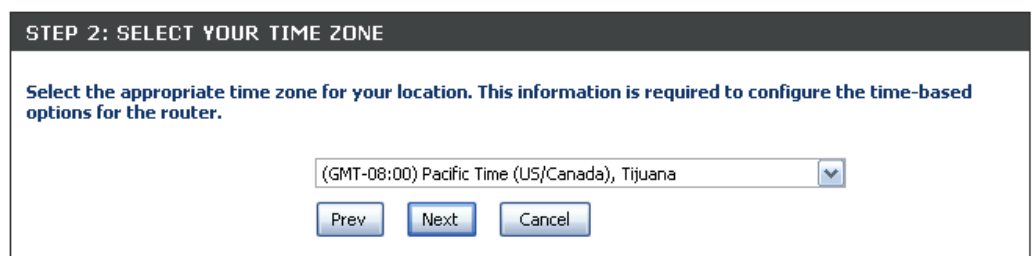 STEP 2: SELECT YOUR TIME ZONE
Select the appropriate time zone for your location. This information is required to configure the time-based
options for the router.
(GMT-08:00) Pacific Time (US/Canada), Tijuana
Prev Next Cancel